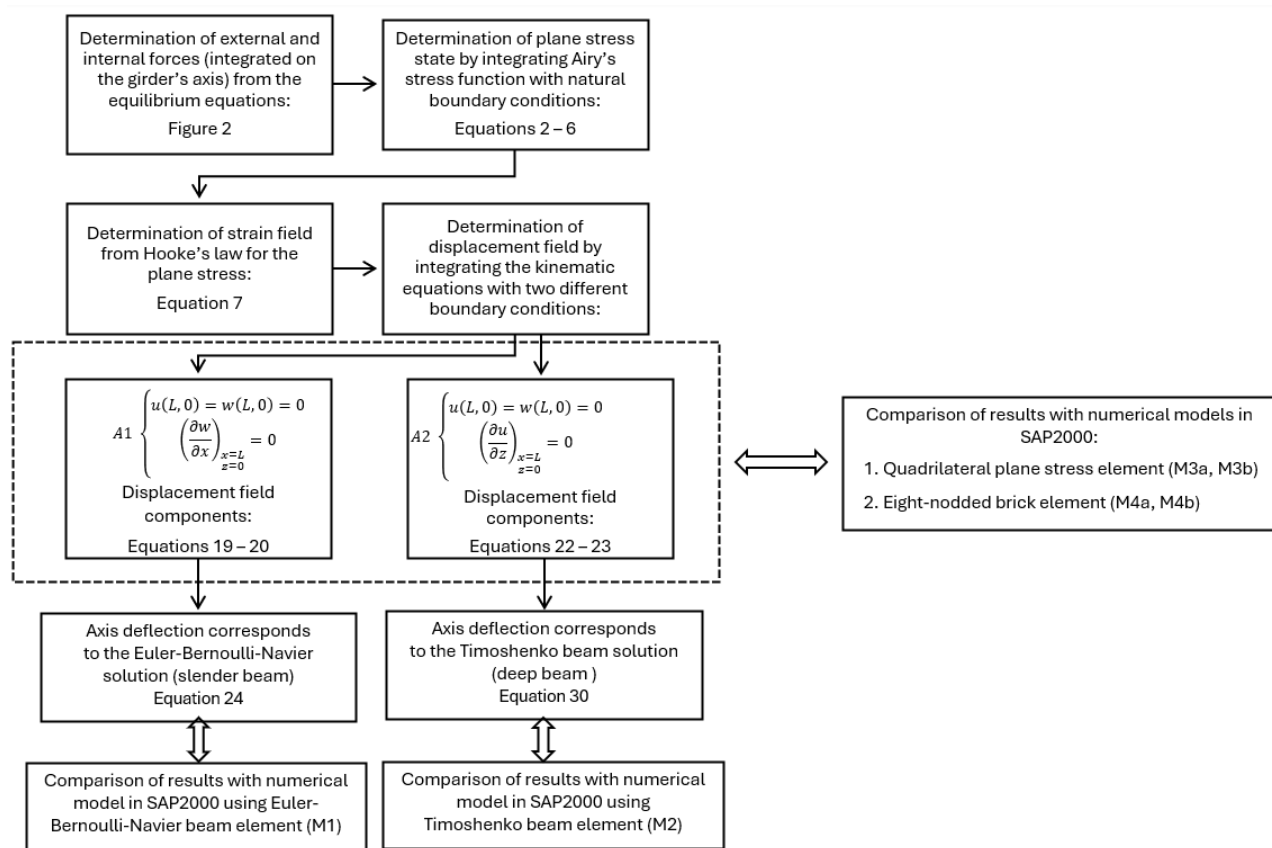 Determination of external and
internal forces (integrated on
the girder's axis) from the
equilibrium equations:
Figure 2
Determination of plane stress
state by integrating Airy's
stress function with natural
boundary conditions:
Equations 2 – 6
Determination of strain field
from Hooke's law for the
plane stress:
Equation 7
Determination of
displacement field by
integrating the kinematic
equations with two different
boundary conditions:
A1 { u(L, 0) = w(L, 0) = 0
(∂w/∂x) x=L z=0 = 0
Displacement field
components:
Equations 19 – 20
A2 { u(L, 0) = w(L, 0) = 0
(∂u/∂z) x=L z=0 = 0
Displacement field
components:
Equations 22 – 23
Comparison of results with numerical models in
SAP2000:
1. Quadrilateral plane stress element (M3a, M3b)
2. Eight-nodded brick element (M4a, M4b)
Axis deflection corresponds
to the Euler-Bernoulli-Navier
solution (slender beam)
Equation 24
Axis deflection corresponds
to the Timoshenko beam solution
(deep beam )
Equation 30
Comparison of results with numerical
model in SAP2000 using Euler-
Bernoulli-Navier beam element (M1)
Comparison of results with numerical
model in SAP2000 using
Timoshenko beam element (M2)